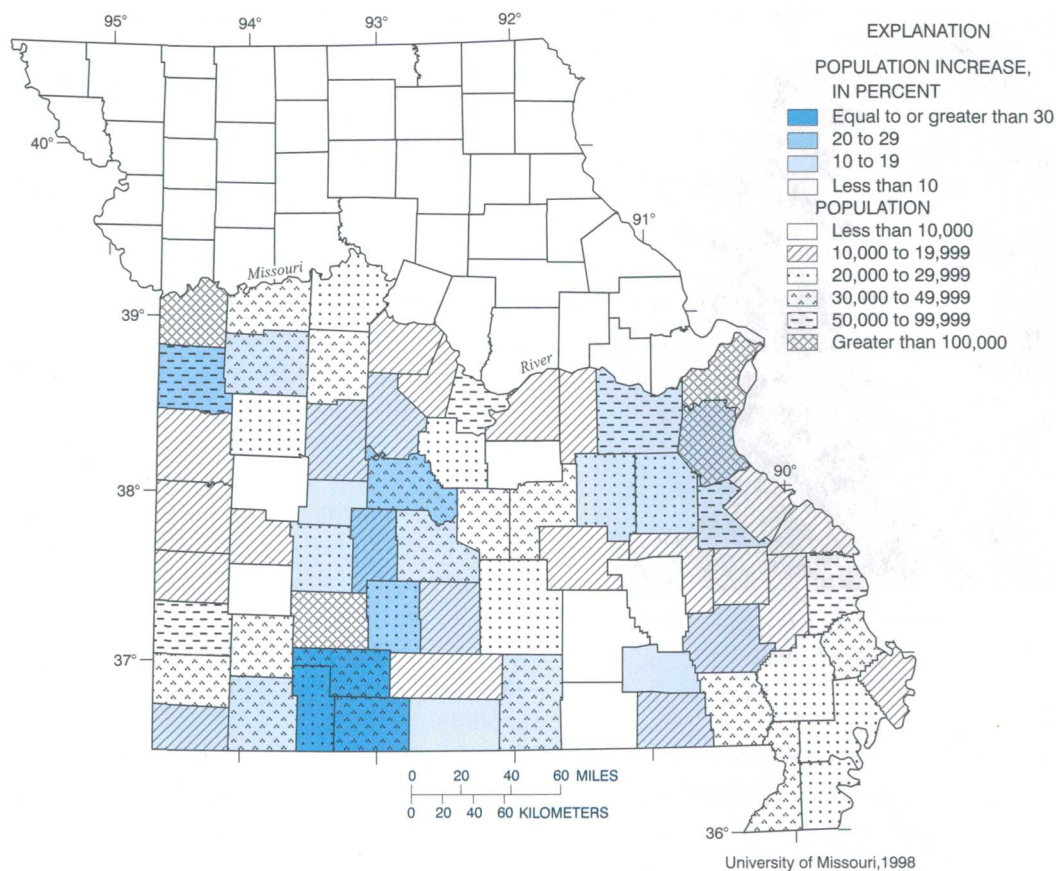 95° 94° 93° 92°
EXPLANATION
POPULATION INCREASE,
IN PERCENT
Equal to or greater than 30
20 to 29
10 to 19
Less than 10
POPULATION
Less than 10,000
10,000 to 19,999
20,000 to 29,999
30,000 to 49,999
50,000 to 99,999
Greater than 100,000
40°
91°
Missouri
39°
River
90°
38°
37°
0 20 40 60 MILES
0 20 40 60 KILOMETERS
36°
University of Missouri,1998